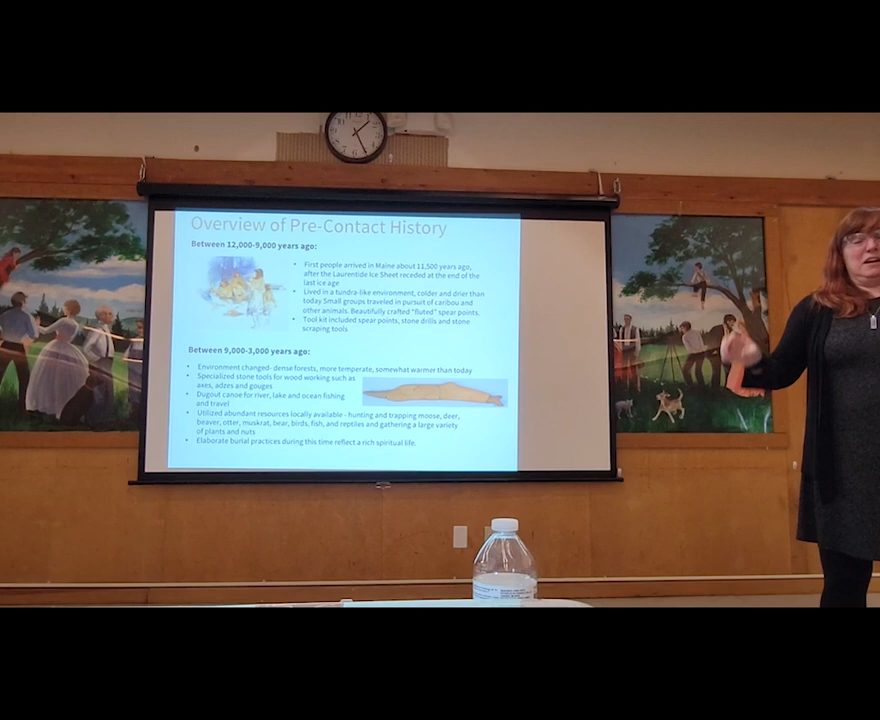 Overview of Pre-Contact History
Between 12,000-9,000 years ago:
• First people arrived in Maine about 11,500 years ago,
after the Laurentide Ice Sheet receded at the end of the
last ice age
• Lived in a tundra-like environment, colder and drier than
today Small groups traveled in pursuit of caribou and
other animals. Beautifully crafted "fluted" spear points.
• Tool kit included spear points, stone drills and stone
scraping tools
Between 9,000-3,000 years ago:
• Environment changed- dense forests, more temperate, somewhat warmer than today
• Specialized stone tools for wood working such as
axes, adzes and gouges
• Dugout canoe for river, lake and ocean fishing
and travel
• Utilized abundant resources locally available - hunting and trapping moose, deer,
beaver, otter, muskrat, bear, birds, fish, and reptiles and gathering a large variety
of plants and nuts
• Elaborate burial practices during this time reflect a rich spiritual life.